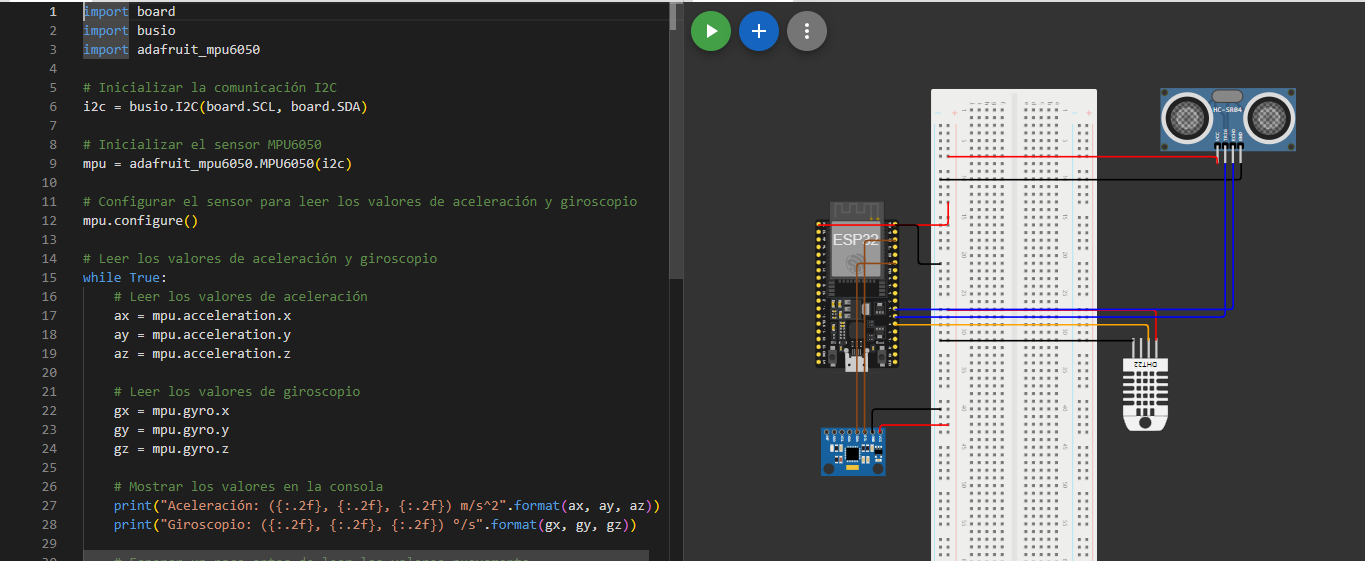 1 import board
2 import busio
3 import adafruit_mpu6050
4
5 # Inicializar la comunicación I2C
6 i2c = busio.I2C(board.SCL, board.SDA)
7
8 # Inicializar el sensor MPU6050
9 mpu = adafruit_mpu6050.MPU6050(i2c)
10
11 # Configurar el sensor para leer los valores de aceleración y giroscopio
12 mpu.configure()
13
14 # Leer los valores de aceleración y giroscopio
15 while True:
16 # Leer los valores de aceleración
17 ax = mpu.acceleration.x
18 ay = mpu.acceleration.y
19 az = mpu.acceleration.z
20
21 # Leer los valores de giroscopio
22 gx = mpu.gyro.x
23 gy = mpu.gyro.y
24 gz = mpu.gyro.z
25
26 # Mostrar los valores en la consola
27 print("Aceleración: ({:.2f}, {:.2f}, {:.2f}) m/s^2".format(ax, ay, az))
28 print("Giroscopio: ({:.2f}, {:.2f}, {:.2f}) º/s".format(gx, gy, gz))
29
30
HC-SR04
VCC
TRIG
ECHO
GND
ESP32
DHT22